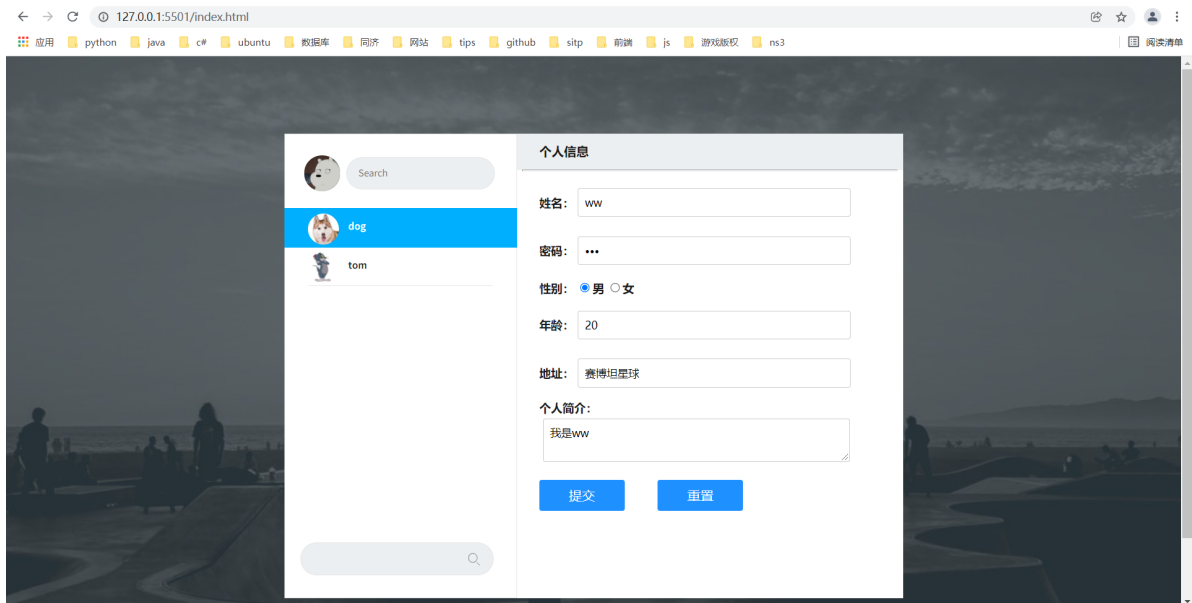 127.0.0.1:5501/index.html
应用 python java c# ubuntu 数据库 同济 网站 tips github sitp 前端 js 游戏版权 ns3 阅读清单
Search
dog
tom
个人信息
姓名： ww
密码： •••
性别： 男 女
年龄： 20
地址： 赛博坦星球
个人简介：
我是ww
提交 重置